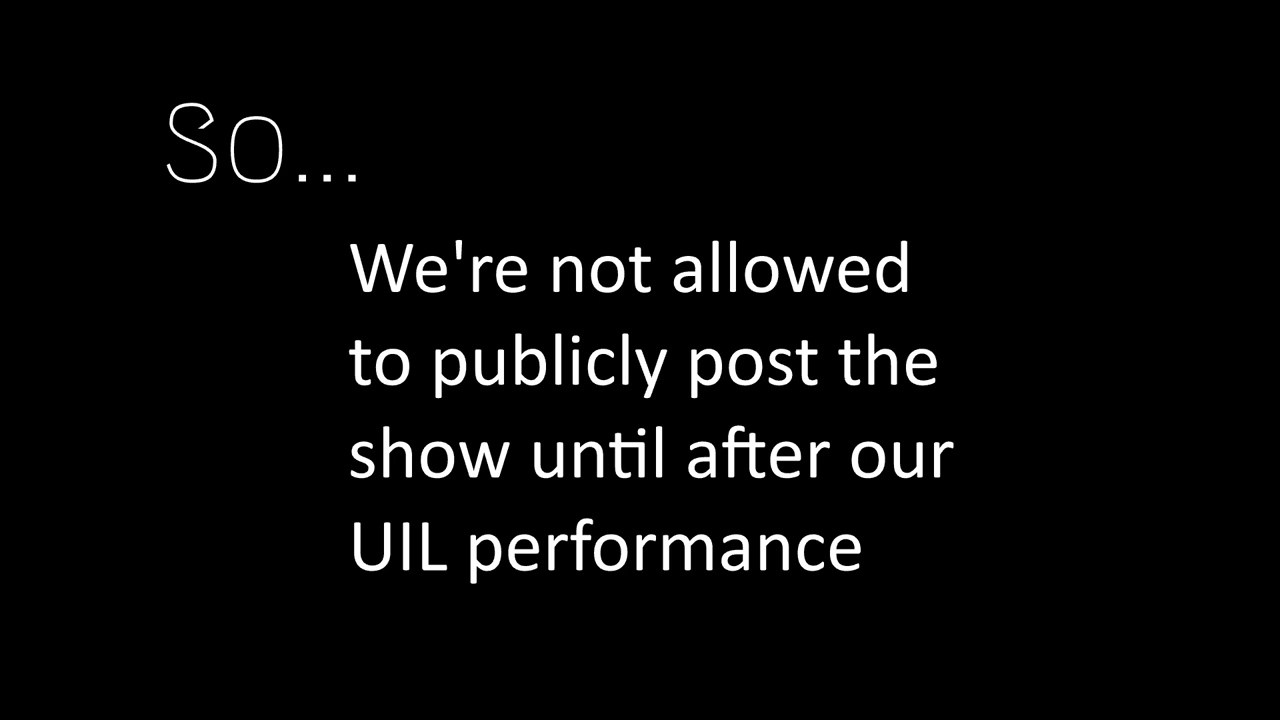 So...
We're not allowed
to publicly post the
show until after our
UIL performance